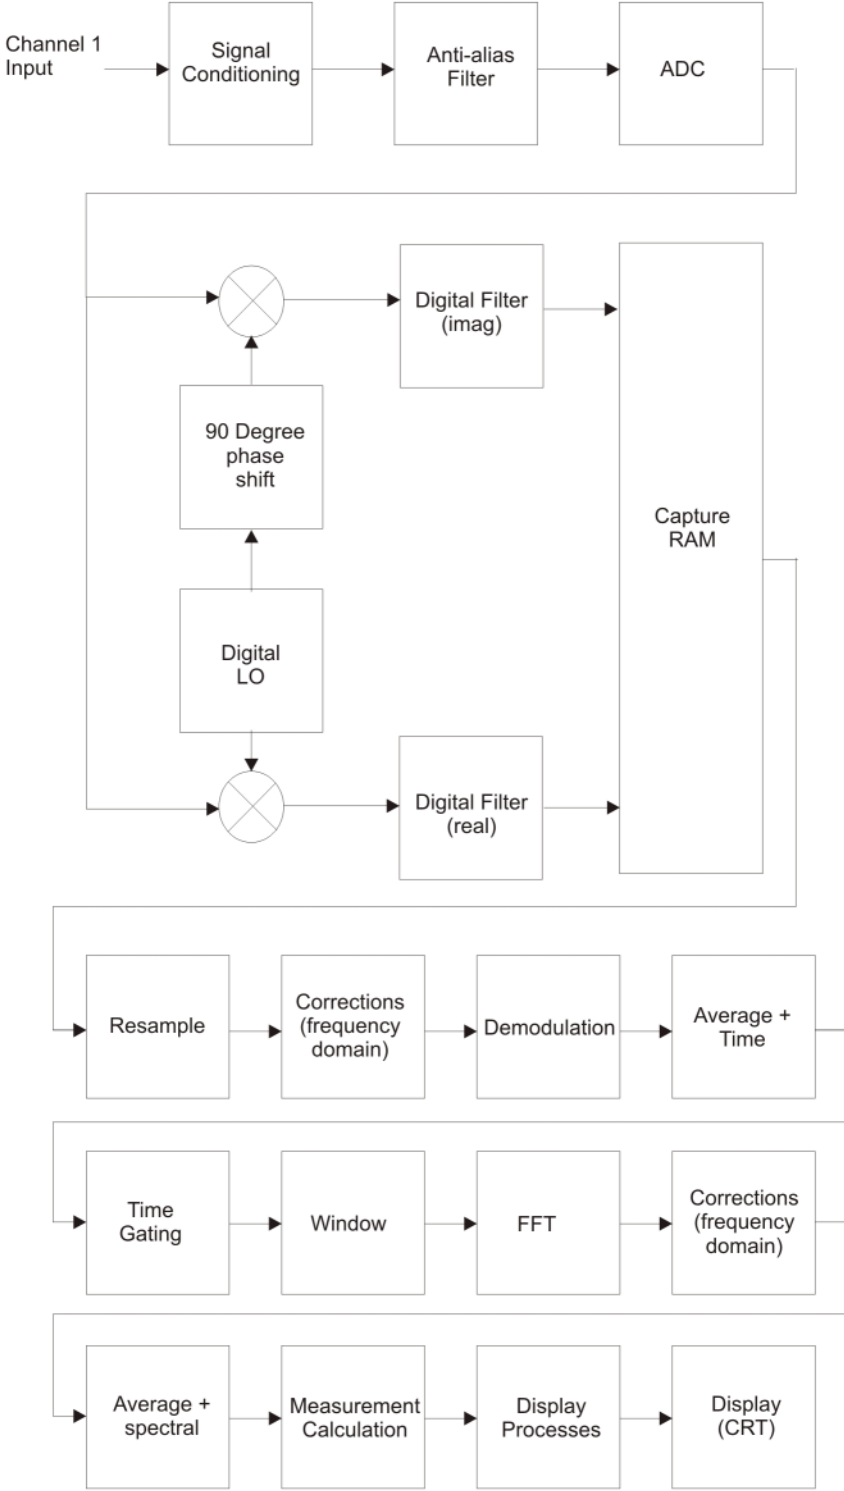 Channel 1
Input
Signal
Conditioning
Anti-alias
Filter
ADC
Digital Filter
(imag)
90 Degree
phase
shift
Capture
RAM
Digital
LO
Digital Filter
(real)
Resample
Corrections
(frequency
domain)
Demodulation
Average +
Time
Time
Gating
Window
FFT
Corrections
(frequency
domain)
Average +
spectral
Measurement
Calculation
Display
Processes
Display
(CRT)